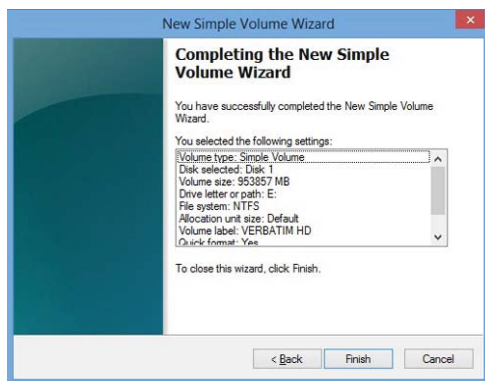 New Simple Volume Wizard
Completing the New Simple
Volume Wizard
You have successfully completed the New Simple Volume
Wizard.
You selected the following settings:
Volume type: Simple Volume
Disk selected: Disk 1
Volume size: 953857 MB
Drive letter or path: E:
File system: NTFS
Allocation unit size: Default
Volume label: VERBATIM HD
Quick format: Yes
To close this wizard, click Finish.
< Back
Finish
Cancel